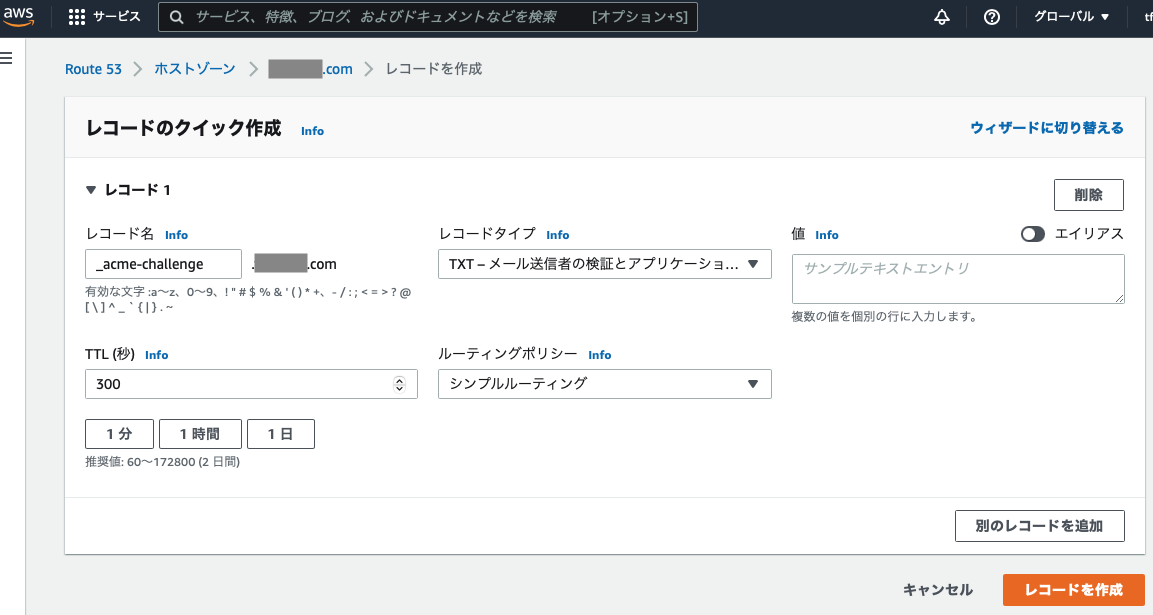 aws
サービス
サービス、特徴、ブログ、およびドキュメントなどを検索 [オプション+S]
グローバル ▼
Route 53 > ホストゾーン > .com > レコードを作成
レコードのクイック作成 Info
ウィザードに切り替える
▼ レコード 1
削除
レコード名 Info
_acme-challenge .com
有効な文字 :a〜z、0〜9、! " # $ % & ' ( ) * +、- / : ; < = > ? @
[ \ ] ^ _ ` { | } . ~
レコードタイプ Info
TXT – メール送信者の検証とアプリケーショ... ▼
値 Info
エイリアス
サンプルテキストエントリ
複数の値を個別の行に入力します。
TTL (秒) Info
300
1 分 1 時間 1 日
推奨値: 60〜172800 (2 日間)
ルーティングポリシー Info
シンプルルーティング ▼
別のレコードを追加
キャンセル
レコードを作成